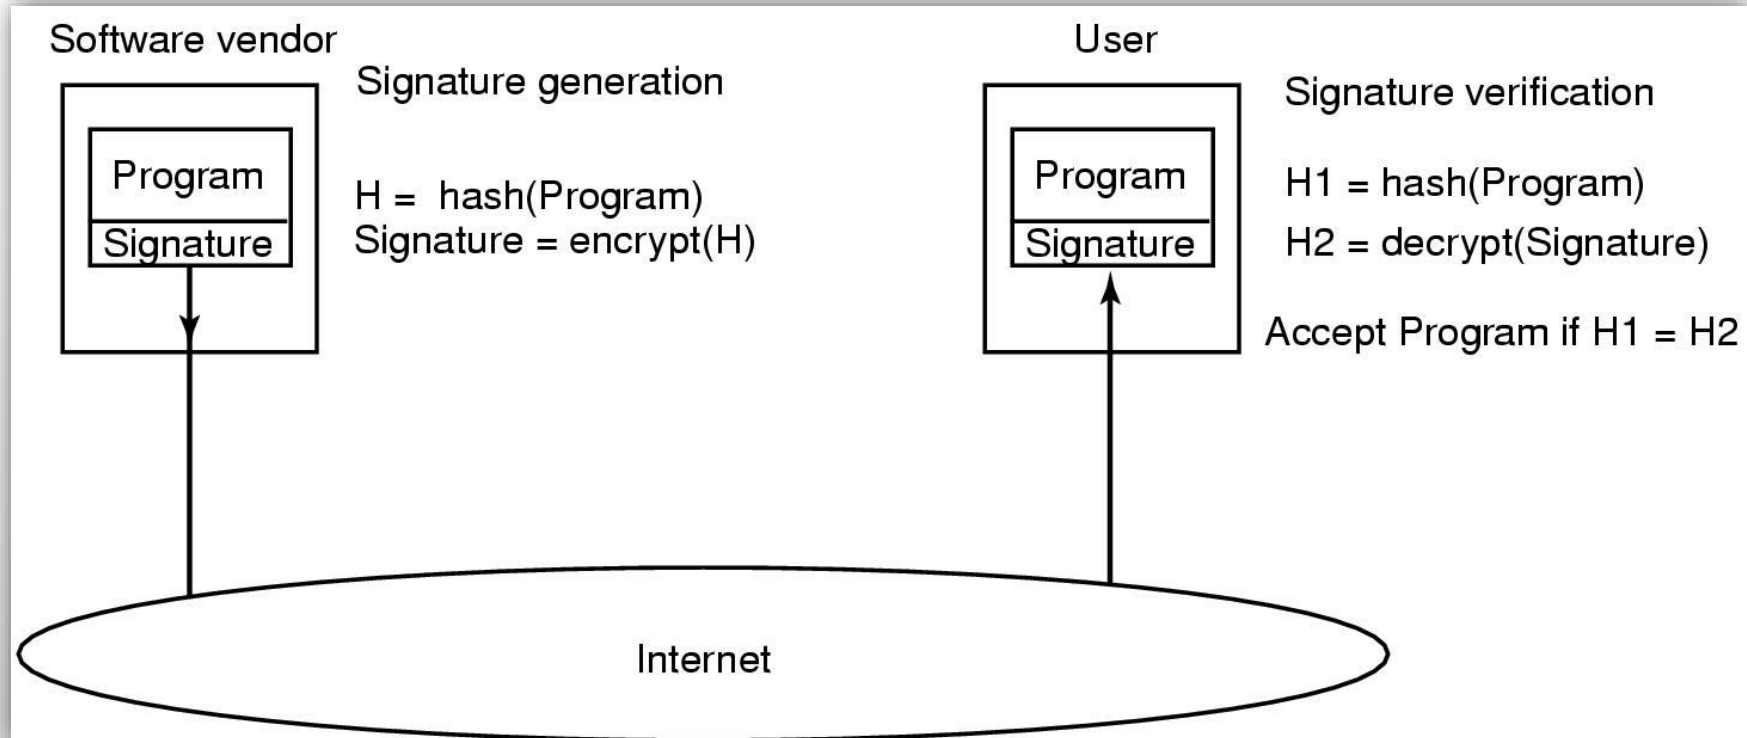 Software vendor
Signature generation
Program
Signature
H = hash(Program)
Signature = encrypt(H)
User
Signature verification
Program
Signature
H1 = hash(Program)
H2 = decrypt(Signature)
Accept Program if H1 = H2
Internet